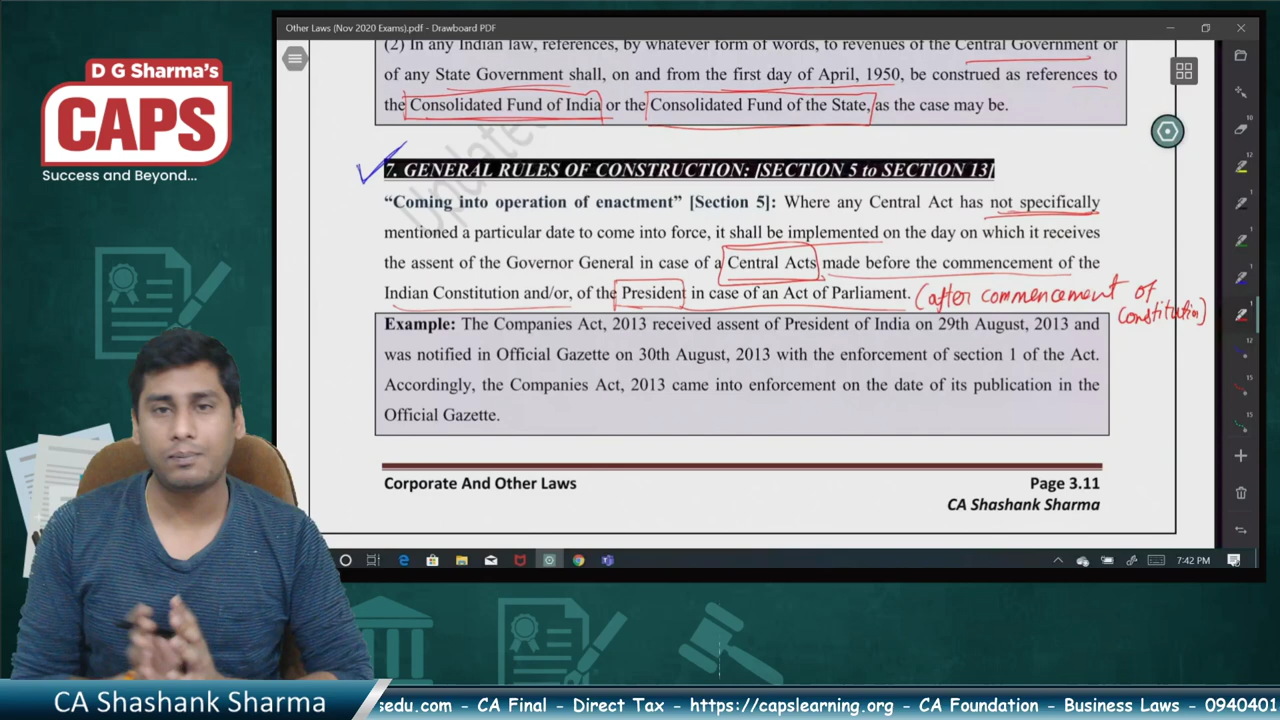 Other Laws (Nov 2020 Exams).pdf - Drawboard PDF
D G Sharma's
CAPS
Success and Beyond...
(2) In any Indian law, references, by whatever form of words, to revenues of the Central Government or
of any State Government shall, on and from the first day of April, 1950, be construed as references to
the Consolidated Fund of India or the Consolidated Fund of the State, as the case may be.
7. GENERAL RULES OF CONSTRUCTION: [SECTION 5 to SECTION 13]
“Coming into operation of enactment” [Section 5]: Where any Central Act has not specifically
mentioned a particular date to come into force, it shall be implemented on the day on which it receives
the assent of the Governor General in case of a Central Acts made before the commencement of the
Indian Constitution and/or, of the President in case of an Act of Parliament. (after commencement of
constitution)
Example: The Companies Act, 2013 received assent of President of India on 29th August, 2013 and
was notified in Official Gazette on 30th August, 2013 with the enforcement of section 1 of the Act.
Accordingly, the Companies Act, 2013 came into enforcement on the date of its publication in the
Official Gazette.
Corporate And Other Laws Page 3.11
CA Shashank Sharma
7:42 PM
CA Shashank Sharma
sedu.com - CA Final - Direct Tax - https://capslearning.org - CA Foundation - Business Laws - 0940401